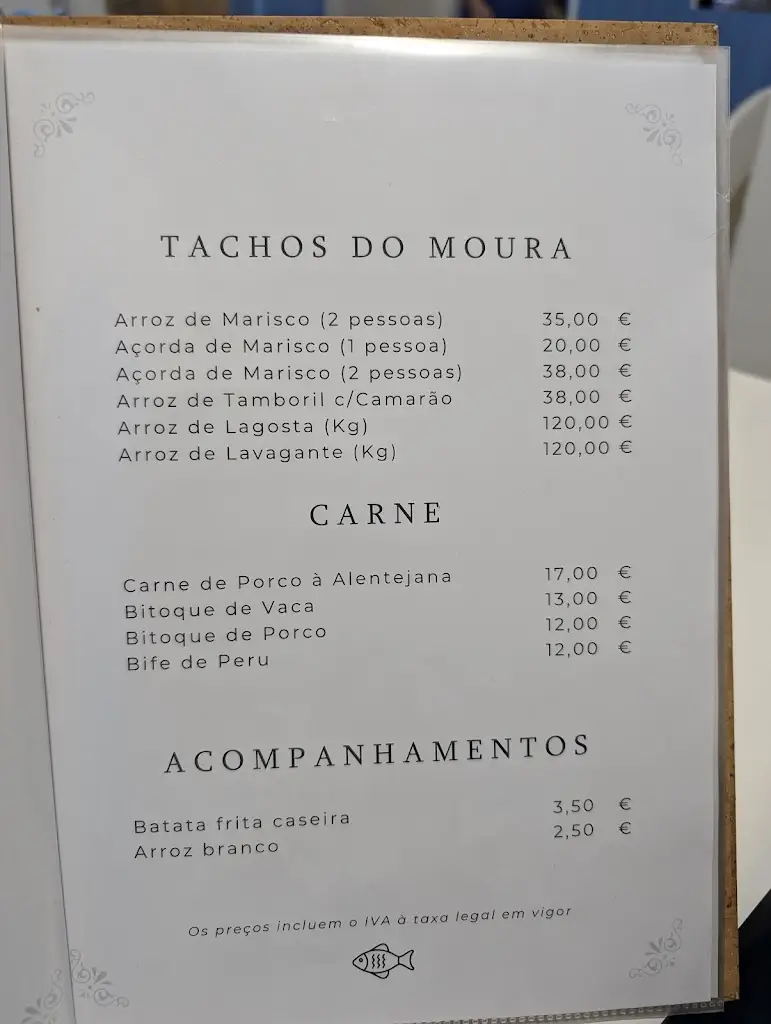 TACHOS DO MOURA
Arroz de Marisco (2 pessoas) 35,00 €
Açorda de Marisco (1 pessoa) 20,00 €
Açorda de Marisco (2 pessoas) 38,00 €
Arroz de Tamboril c/Camarão 38,00 €
Arroz de Lagosta (Kg) 120,00 €
Arroz de Lavagante (Kg) 120,00 €
CARNE
Carne de Porco à Alentejana 17,00 €
Bitoque de Vaca 13,00 €
Bitoque de Porco 12,00 €
Bife de Peru 12,00 €
ACOMPANHAMENTOS
Batata frita caseira 3,50 €
Arroz branco 2,50 €
Os preços incluem o IVA à taxa legal em vigor